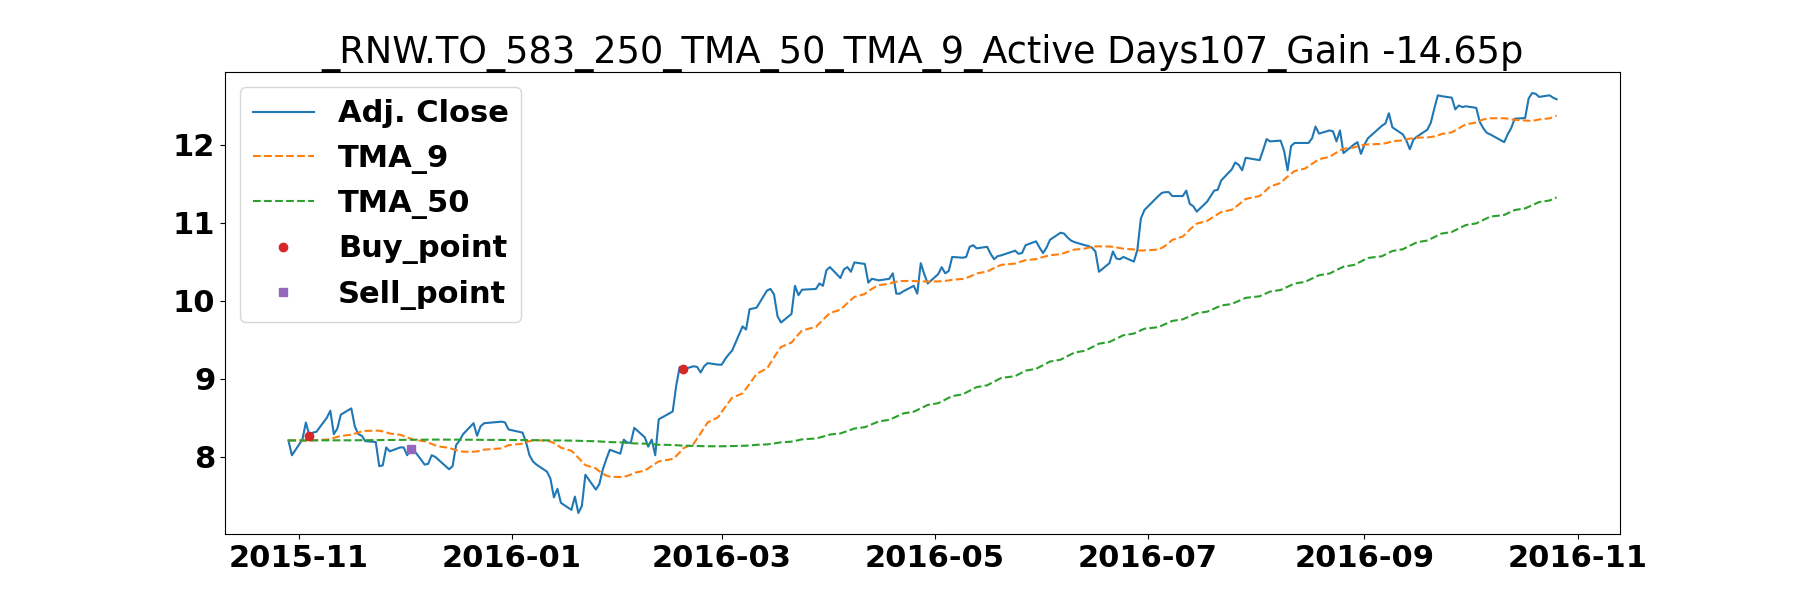 _RNW.TO_583_250_TMA_50_TMA_9_Active Days107_Gain -14.65p
Adj. Close
TMA_9
TMA_50
Buy_point
Sell_point
12
11
10
9
8
2015-11 2016-01 2016-03 2016-05 2016-07 2016-09 2016-11